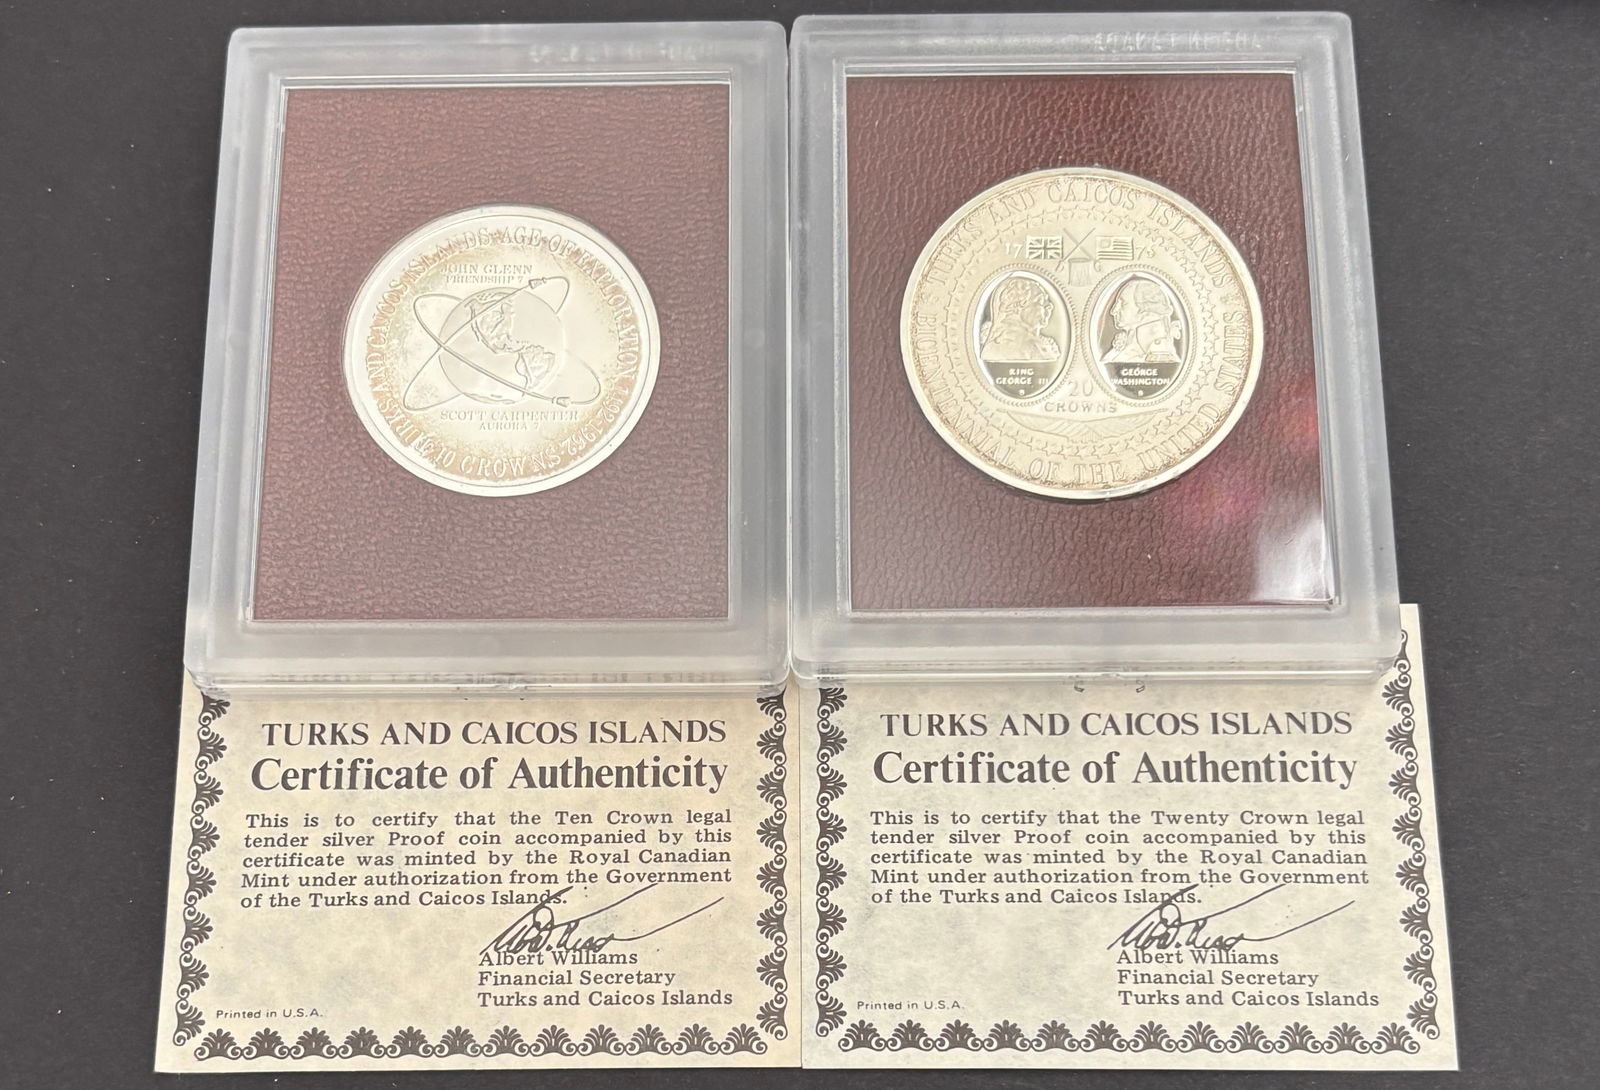 TURKS AND CAICOS ISLANDS·AGE OF EXPLORATION 1492-1962
JOHN GLENN
FRIENDSHIP 7
SCOTT CARPENTER
AURORA 7
10 CROWNS
TURKS AND CAICOS ISLANDS
17 76
KING
GEORGE III
GEORGE
WASHINGTON
20
CROWNS
BICENTENNIAL OF THE UNITED STATES
TURKS AND CAICOS ISLANDS
Certificate of Authenticity
This is to certify that the Ten Crown legal
tender silver Proof coin accompanied by this
certificate was minted by the Royal Canadian
Mint under authorization from the Government
of the Turks and Caicos Islands.
Albert Williams
Financial Secretary
Turks and Caicos Islands
Printed in U.S.A.
TURKS AND CAICOS ISLANDS
Certificate of Authenticity
This is to certify that the Twenty Crown legal
tender silver Proof coin accompanied by this
certificate was minted by the Royal Canadian
Mint under authorization from the Government
of the Turks and Caicos Islands.
Albert Williams
Financial Secretary
Turks and Caicos Islands
Printed in U.S.A.